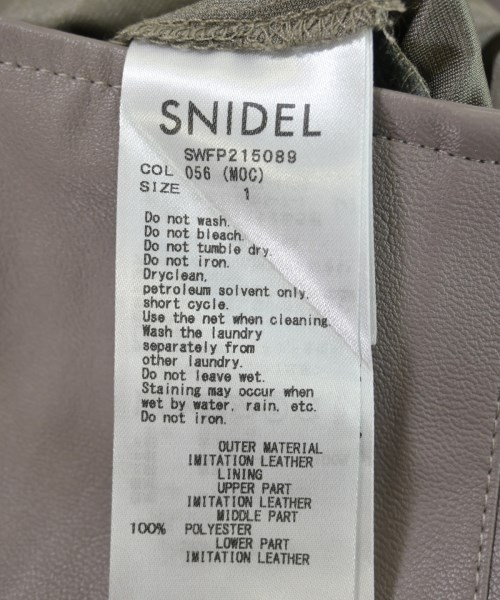 SNIDEL
SWFP215089
COL 056 (MOC)
SIZE 1
Do not wash.
Do not bleach.
Do not tumble dry.
Do not iron.
Dryclean,
petroleum solvent only.
short cycle.
Use the net when cleaning.
Wash the laundry
separately from
other laundry.
Do not leave wet.
Staining may occur when
wet by water, rain, etc.
Do not iron.
OUTER MATERIAL
IMITATION LEATHER
LINING
UPPER PART
IMITATION LEATHER
MIDDLE PART
100% POLYESTER
LOWER PART
IMITATION LEATHER